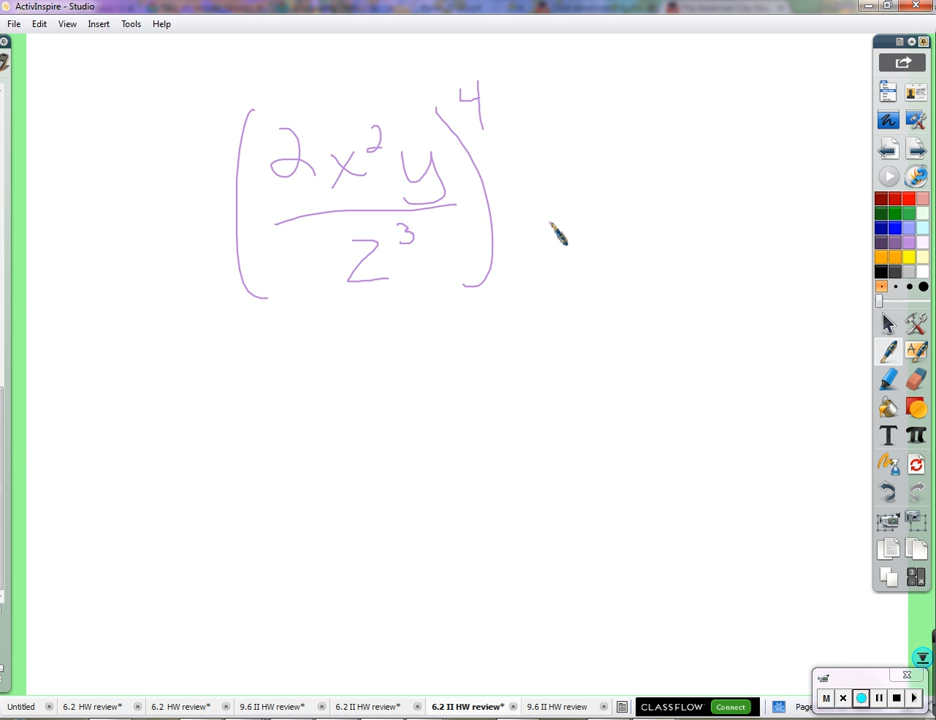 ActivInspire - Studio
File Edit View Insert Tools Help
(2x²y / z³)⁴
T π
M
Untitled 6.2 HW review* 6.2 HW review* 9.6 II HW review* 6.2 II HW review* 6.2 II HW review* 9.6 II HW review CLASSFLOW Connect Page